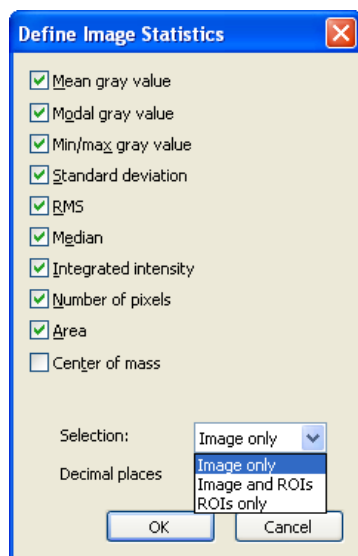 Define Image Statistics
Mean gray value
Modal gray value
Min/max gray value
Standard deviation
RMS
Median
Integrated intensity
Number of pixels
Area
Center of mass
Selection: Image only
Image only
Decimal places Image and ROIs
ROIs only
OK Cancel